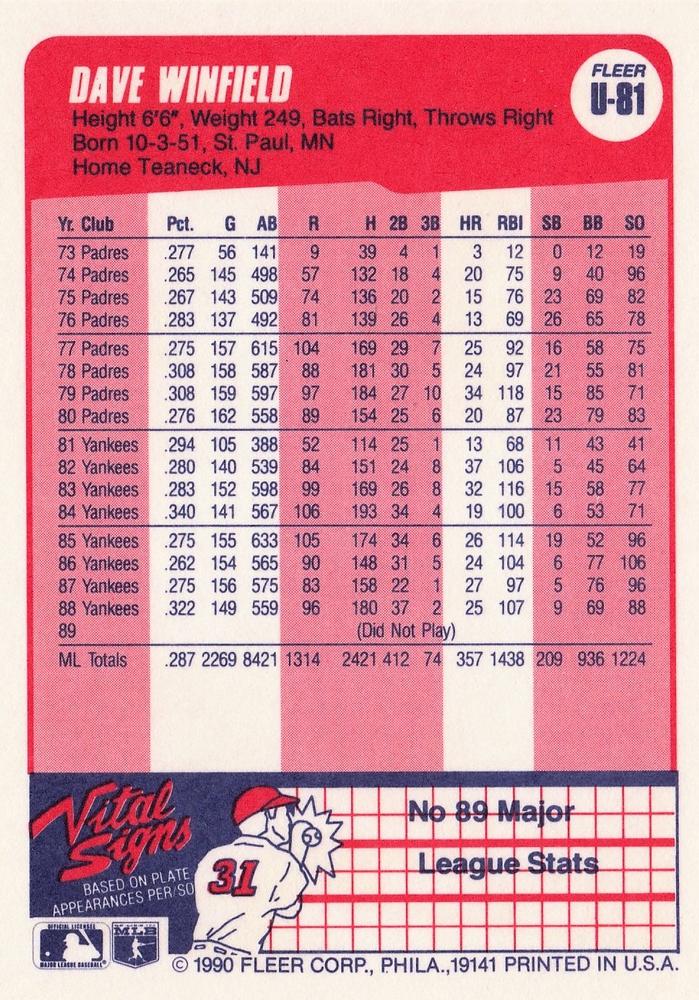 DAVE WINFIELD
FLEER
U-81
Height 6'6", Weight 249, Bats Right, Throws Right
Born 10-3-51, St. Paul, MN
Home Teaneck, NJ
Yr. Club Pct. G AB R H 2B 3B HR RBI SB BB SO
73 Padres .277 56 141 9 39 4 1 3 12 0 12 19
74 Padres .265 145 498 57 132 18 4 20 75 9 40 96
75 Padres .267 143 509 74 136 20 2 15 76 23 69 82
76 Padres .283 137 492 81 139 26 4 13 69 26 65 78
77 Padres .275 157 615 104 169 29 7 25 92 16 58 75
78 Padres .308 158 587 88 181 30 5 24 97 21 55 81
79 Padres .308 159 597 97 184 27 10 34 118 15 85 71
80 Padres .276 162 558 89 154 25 6 20 87 23 79 83
81 Yankees .294 105 388 52 114 25 1 13 68 11 43 41
82 Yankees .280 140 539 84 151 24 8 37 106 5 45 64
83 Yankees .283 152 598 99 169 26 8 32 116 15 58 77
84 Yankees .340 141 567 106 193 34 4 19 100 6 53 71
85 Yankees .275 155 633 105 174 34 6 26 114 19 52 96
86 Yankees .262 154 565 90 148 31 5 24 104 6 77 106
87 Yankees .275 156 575 83 158 22 1 27 97 5 76 96
88 Yankees .322 149 559 96 180 37 2 25 107 9 69 88
89 (Did Not Play)
ML Totals .287 2269 8421 1314 2421 412 74 357 1438 209 936 1224
Vital
Signs
BASED ON PLATE
APPEARANCES PER/SO
31
No 89 Major
League Stats
OFFICIAL LICENSEE
MAJOR LEAGUE BASEBALL
MLB
© 1990 FLEER CORP., PHILA.,19141 PRINTED IN U.S.A.